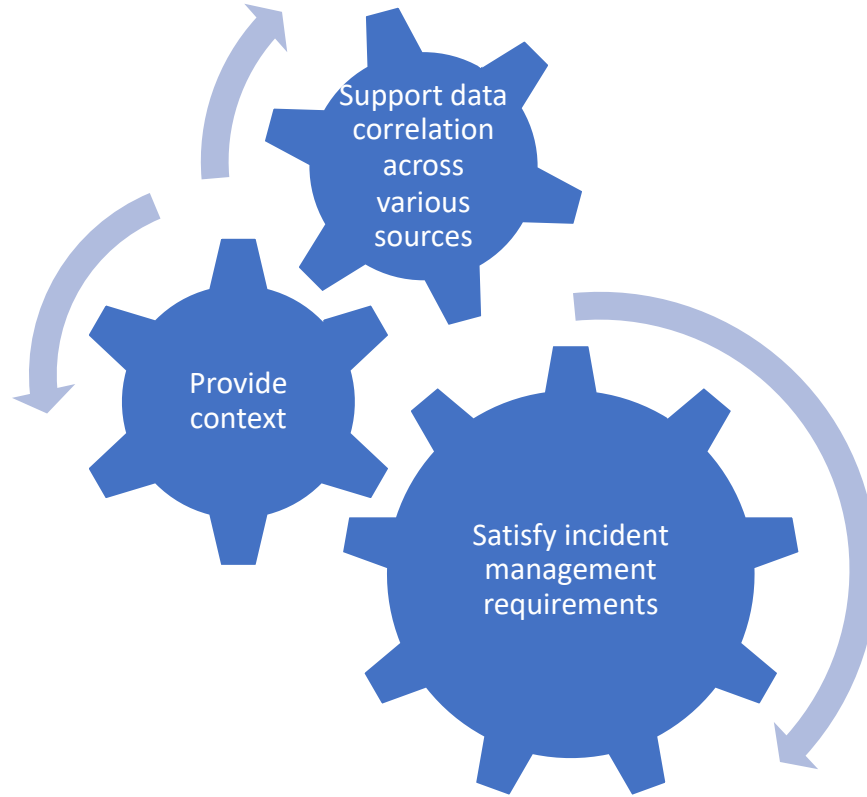 Support data
correlation
across
various
sources
Provide
context
Satisfy incident
management
requirements